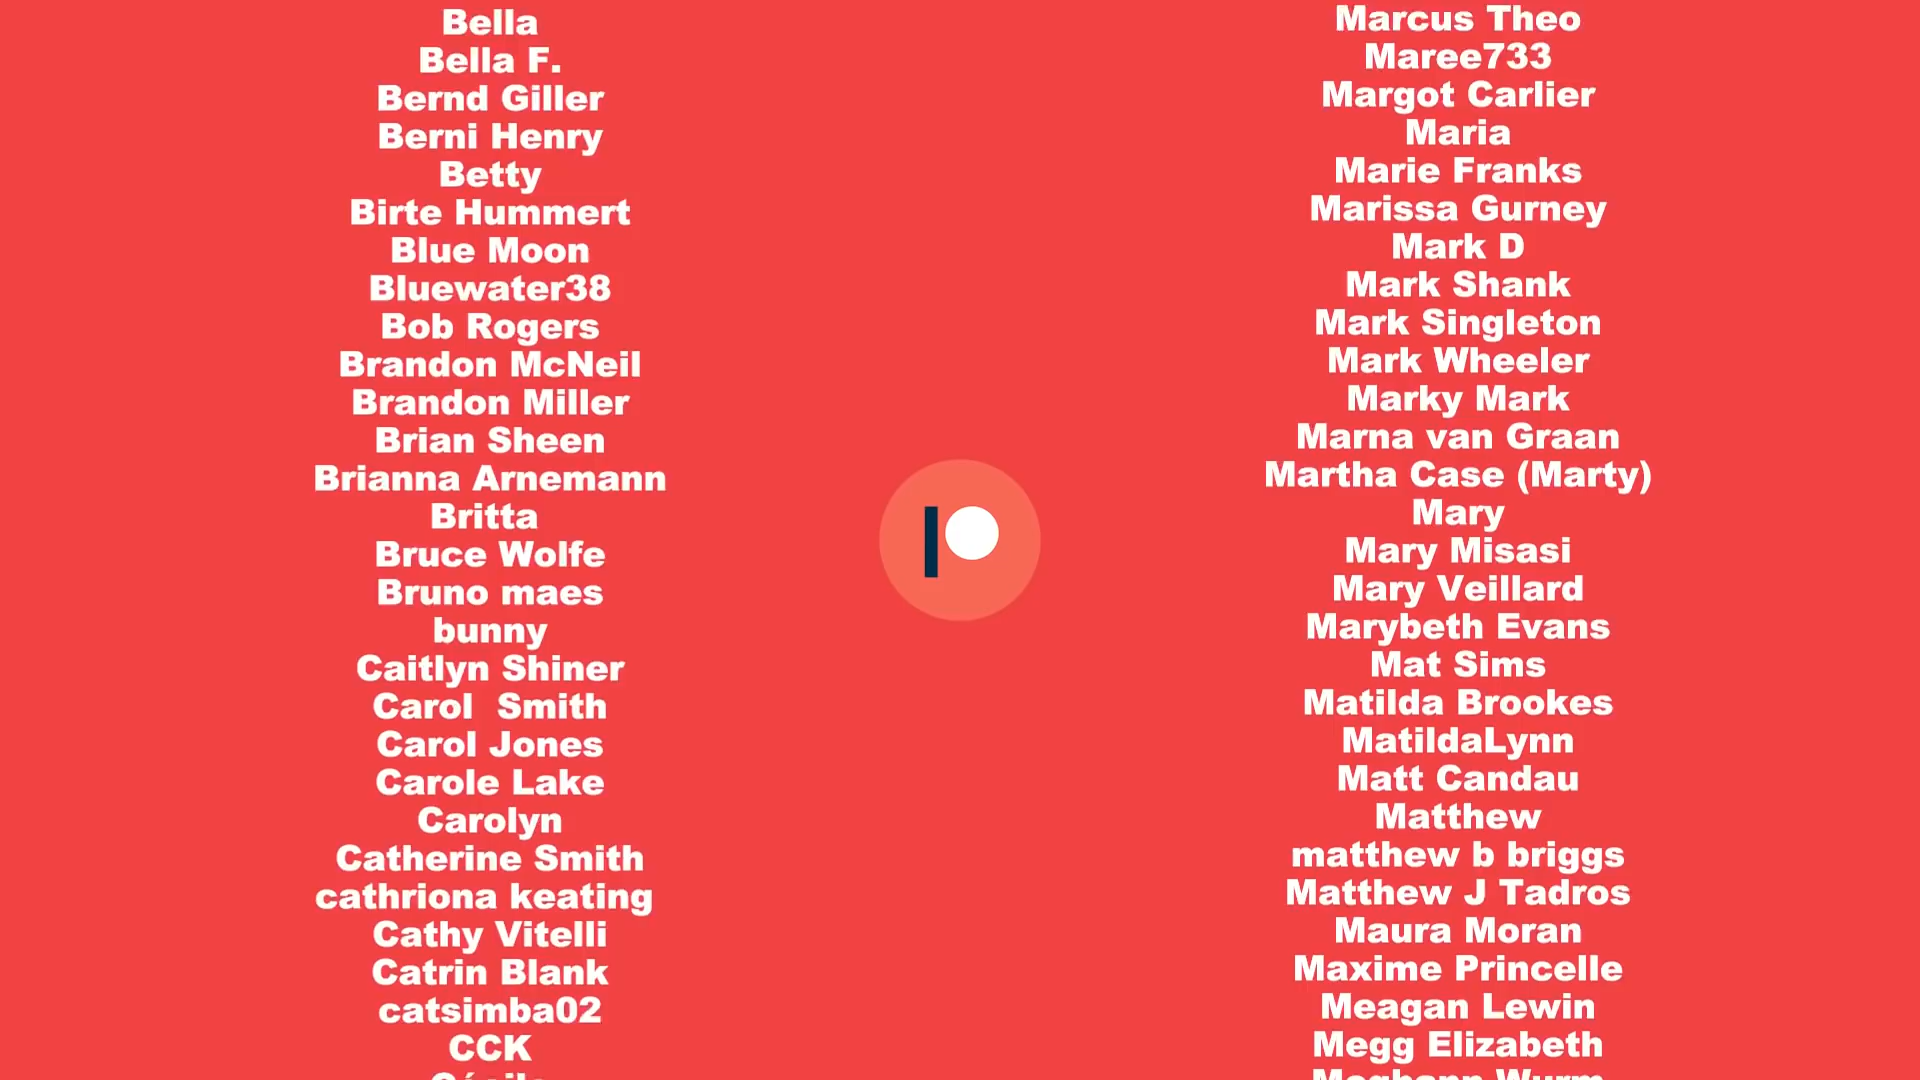 Bella
Bella F.
Bernd Giller
Berni Henry
Betty
Birte Hummert
Blue Moon
Bluewater38
Bob Rogers
Brandon McNeil
Brandon Miller
Brian Sheen
Brianna Arnemann
Britta
Bruce Wolfe
Bruno maes
bunny
Caitlyn Shiner
Carol  Smith
Carol Jones
Carole Lake
Carolyn
Catherine Smith
cathriona keating
Cathy Vitelli
Catrin Blank
catsimba02
CCK
Marcus Theo
Maree733
Margot Carlier
Maria
Marie Franks
Marissa Gurney
Mark D
Mark Shank
Mark Singleton
Mark Wheeler
Marky Mark
Marna van Graan
Martha Case (Marty)
Mary
Mary Misasi
Mary Veillard
Marybeth Evans
Mat Sims
Matilda Brookes
MatildaLynn
Matt Candau
Matthew
matthew b briggs
Matthew J Tadros
Maura Moran
Maxime Princelle
Meagan Lewin
Megg Elizabeth